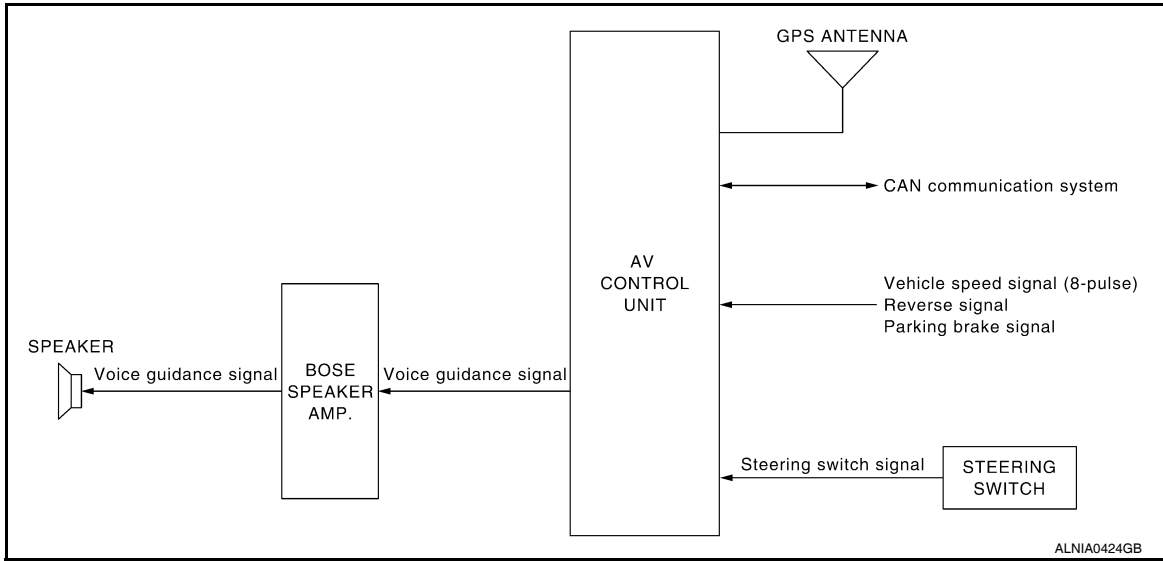 GPS ANTENNA
CAN communication system
AV
CONTROL
UNIT
Vehicle speed signal (8-pulse)
Reverse signal
Parking brake signal
SPEAKER
Voice guidance signal
BOSE
SPEAKER
AMP.
Voice guidance signal
Steering switch signal
STEERING
SWITCH
ALNIA0424GB